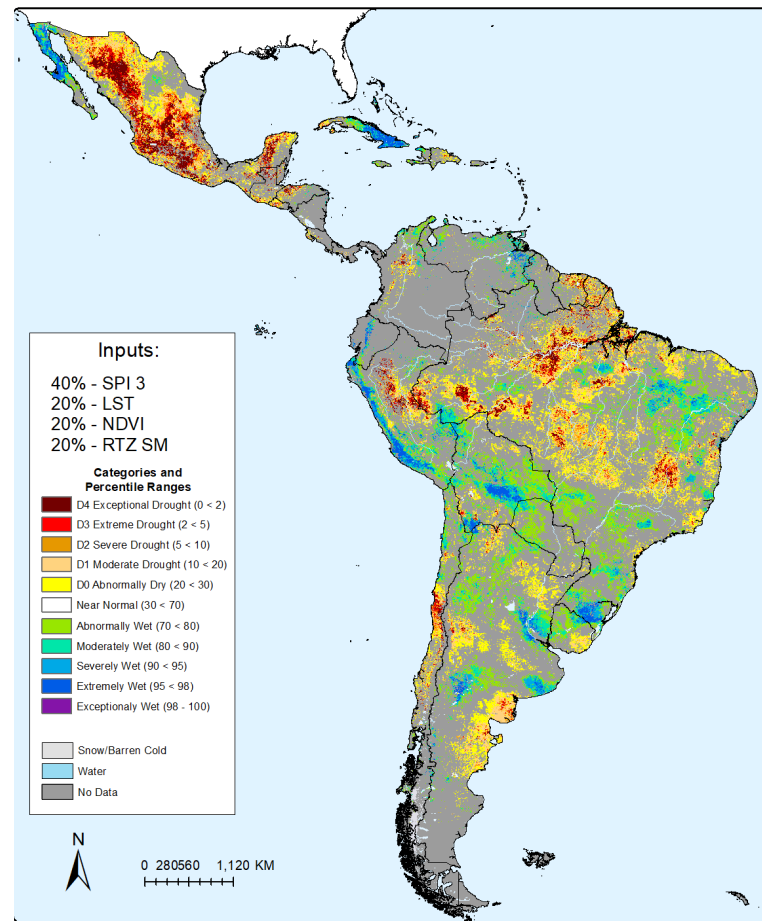 Inputs:
40% - SPI 3
20% - LST
20% - NDVI
20% - RTZ SM
Categories and
Percentile Ranges
D4 Exceptional Drought (0 < 2)
D3 Extreme Drought (2 < 5)
D2 Severe Drought (5 < 10)
D1 Moderate Drought (10 < 20)
D0 Abnormally Dry (20 < 30)
Near Normal (30 < 70)
Abnormally Wet (70 < 80)
Moderately Wet (80 < 90)
Severely Wet (90 < 95)
Extremely Wet (95 < 98)
Exceptionaly Wet (98 - 100)
Snow/Barren Cold
Water
No Data
N
0 280560 1,120 KM